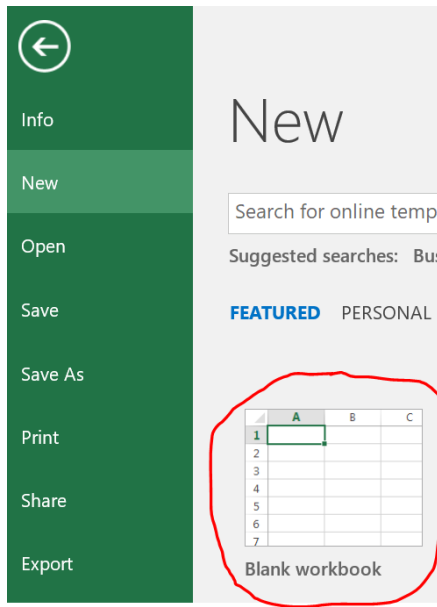 Info
New
Open
Save
Save As
Print
Share
Export
New
Search for online temp
Suggested searches: Bus
FEATURED PERSONAL
A B C
1
2
3
4
5
6
7
Blank workbook